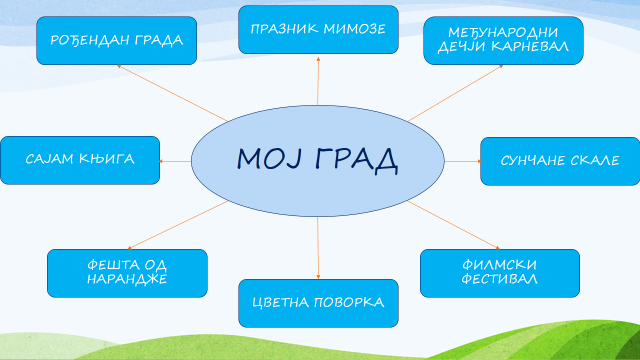 ПРАЗНИК МИМОЗЕ
РОЂЕНДАН ГРАДА
МЕЂУНАРОДНИ
ДЕЧЈИ КАРНЕВАЛ
САЈАМ КЊИГА
МОЈ ГРАД
СУНЧАНЕ СКАЛЕ
ФЕШТА ОД
НАРАНДЖЕ
ЦВЕТНА ПОВОРКА
ФИЛМСКИ
ФЕСТИВАЛ